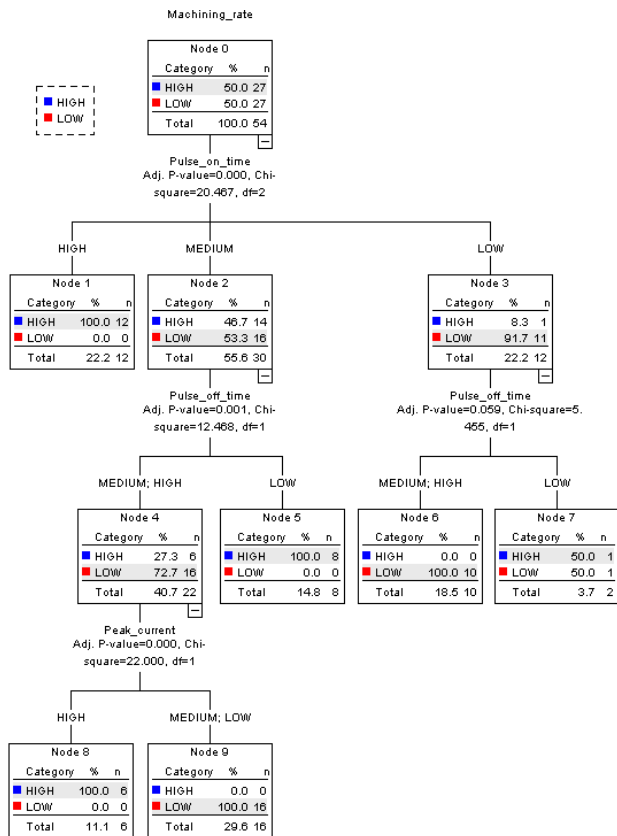 Machining_rate
HIGH
LOW
Node 0
Category % n
HIGH 50.0 27
LOW 50.0 27
Total 100.0 54
Pulse_on_time
Adj. P-value=0.000, Chi-
square=20.467, df=2
HIGH
MEDIUM
LOW
Node 1
Category % n
HIGH 100.0 12
LOW 0.0 0
Total 22.2 12
Node 2
Category % n
HIGH 46.7 14
LOW 53.3 16
Total 55.6 30
Node 3
Category % n
HIGH 8.3 1
LOW 91.7 11
Total 22.2 12
Pulse_off_time
Adj. P-value=0.001, Chi-
square=12.468, df=1
Pulse_off_time
Adj. P-value=0.059, Chi-square=5.
455, df=1
MEDIUM; HIGH
LOW
MEDIUM; HIGH
LOW
Node 4
Category % n
HIGH 27.3 6
LOW 72.7 16
Total 40.7 22
Node 5
Category % n
HIGH 100.0 8
LOW 0.0 0
Total 14.8 8
Node 6
Category % n
HIGH 0.0 0
LOW 100.0 10
Total 18.5 10
Node 7
Category % n
HIGH 50.0 1
LOW 50.0 1
Total 3.7 2
Peak_current
Adj. P-value=0.000, Chi-
square=22.000, df=1
HIGH
MEDIUM; LOW
Node 8
Category % n
HIGH 100.0 6
LOW 0.0 0
Total 11.1 6
Node 9
Category % n
HIGH 0.0 0
LOW 100.0 16
Total 29.6 16